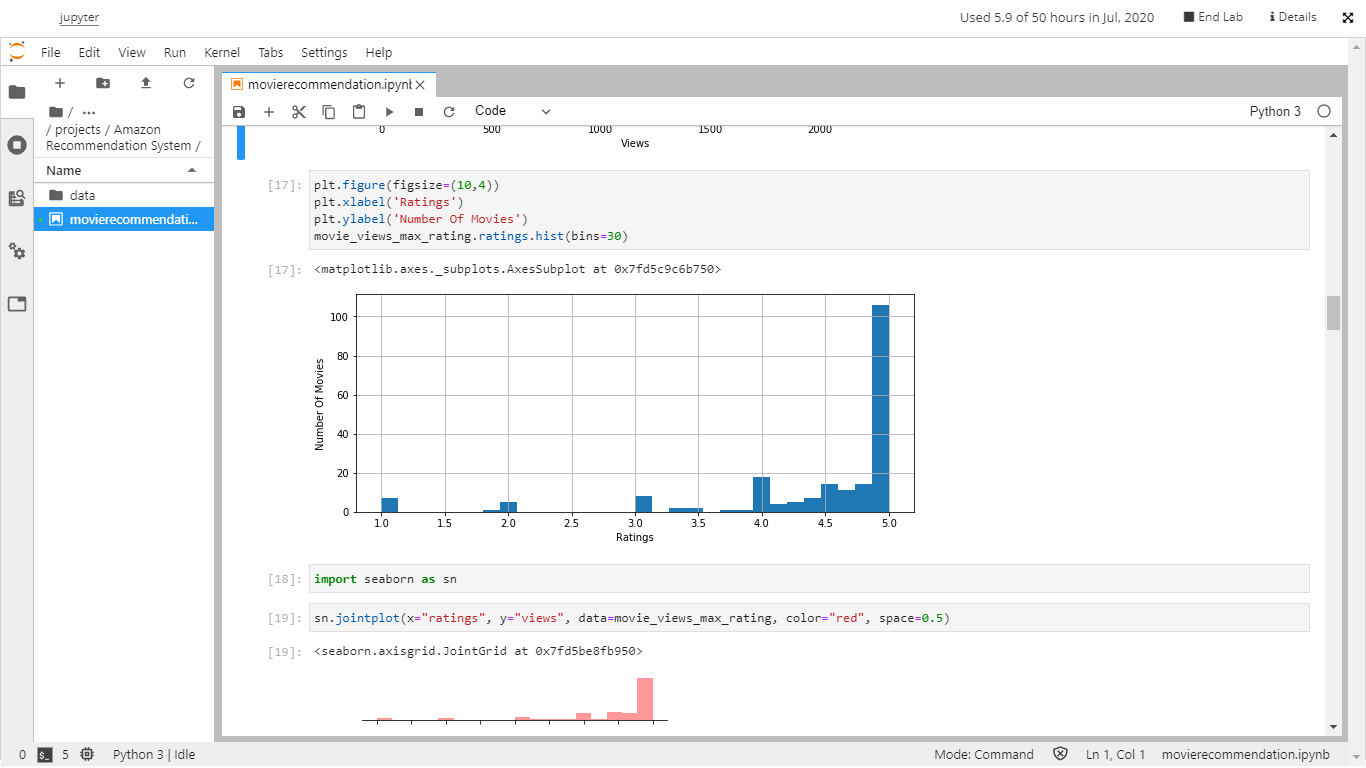 jupyter
Used 5.9 of 50 hours in Jul, 2020
End Lab
Details
File Edit View Run Kernel Tabs Settings Help
/ ...
/ projects / Amazon
Recommendation System /
Name
data
movierecommendati...
movierecommendation.ipynb
Code
Python 3
0 500 1000 1500 2000
Views
[17]: plt.figure(figsize=(10,4))
plt.xlabel('Ratings')
plt.ylabel('Number Of Movies')
movie_views_max_rating.ratings.hist(bins=30)
[17]: <matplotlib.axes._subplots.AxesSubplot at 0x7fd5c9c6b750>
Number Of Movies
100
80
60
40
20
0
1.0 1.5 2.0 2.5 3.0 3.5 4.0 4.5 5.0
Ratings
[18]: import seaborn as sn
[19]: sn.jointplot(x="ratings", y="views", data=movie_views_max_rating, color="red", space=0.5)
[19]: <seaborn.axisgrid.JointGrid at 0x7fd5be8fb950>
0 $_ 5 Python 3 | Idle
Mode: Command Ln 1, Col 1 movierecommendation.ipynb